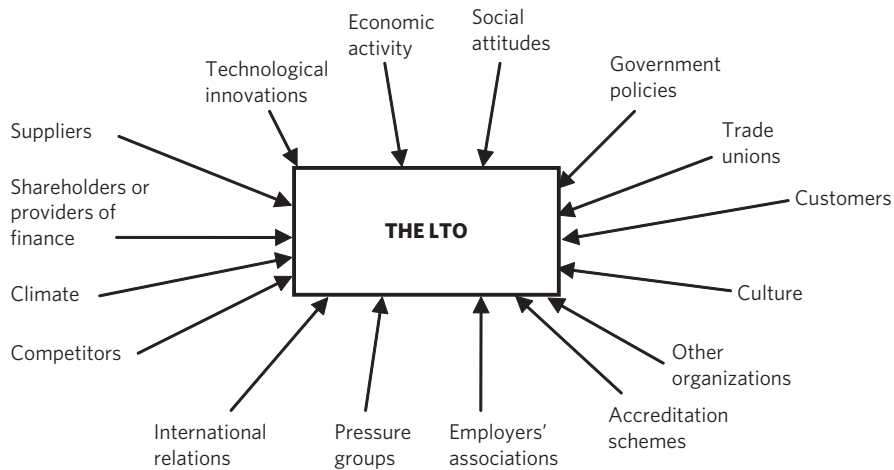 Economic
activity
Social
attitudes
Technological
innovations
Government
policies
Suppliers
Trade
unions
Shareholders or
providers of
finance
THE LTO
Customers
Climate
Culture
Competitors
Other
organizations
International
relations
Pressure
groups
Employers’
associations
Accreditation
schemes